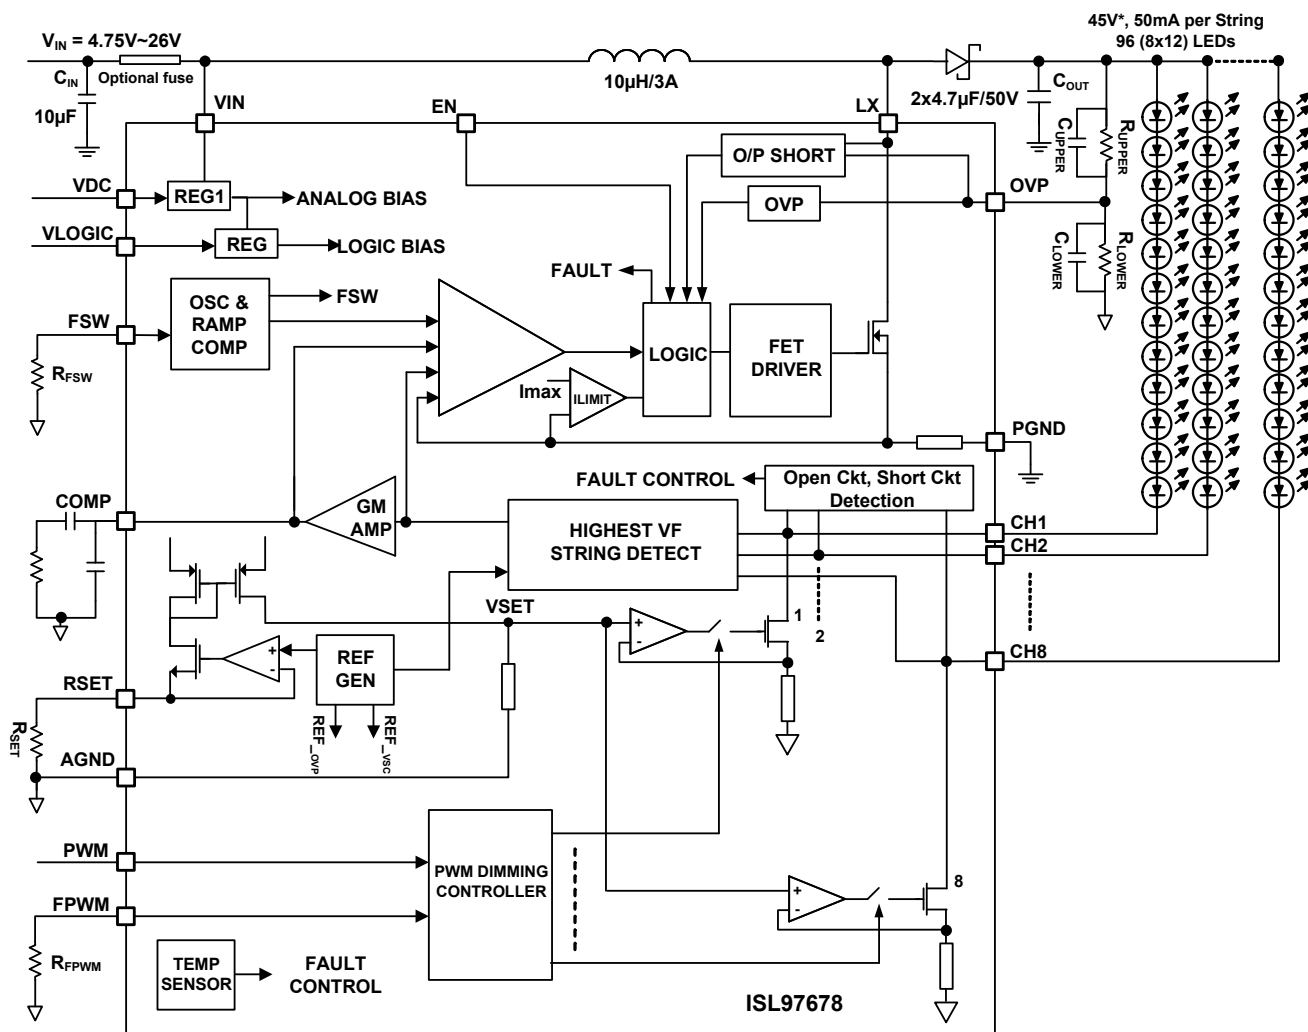 45V*, 50mA per String
96 (8x12) LEDs
VIN = 4.75V~26V
CIN
Optional fuse
10µF
10µH/3A
2x4.7µF/50V
COUT
VIN
EN
LX
CUPPER
RUPPER
O/P SHORT
OVP
OVP
VDC
REG1
ANALOG BIAS
VLOGIC
REG
LOGIC BIAS
CLOWER
RLOWER
FAULT
FSW
OSC &
RAMP
COMP
FSW
RFSW
LOGIC
FET
DRIVER
Imax
ILIMIT
PGND
FAULT CONTROL
Open Ckt, Short Ckt
Detection
COMP
GM
AMP
HIGHEST VF
STRING DETECT
CH1
CH2
VSET
+
-
1
2
CH8
+
-
REF
GEN
RSET
RSET
REF_OVP
REF_VSC
AGND
PWM
PWM DIMMING
CONTROLLER
FPWM
RFPWM
+
-
8
TEMP
SENSOR
FAULT
CONTROL
ISL97678